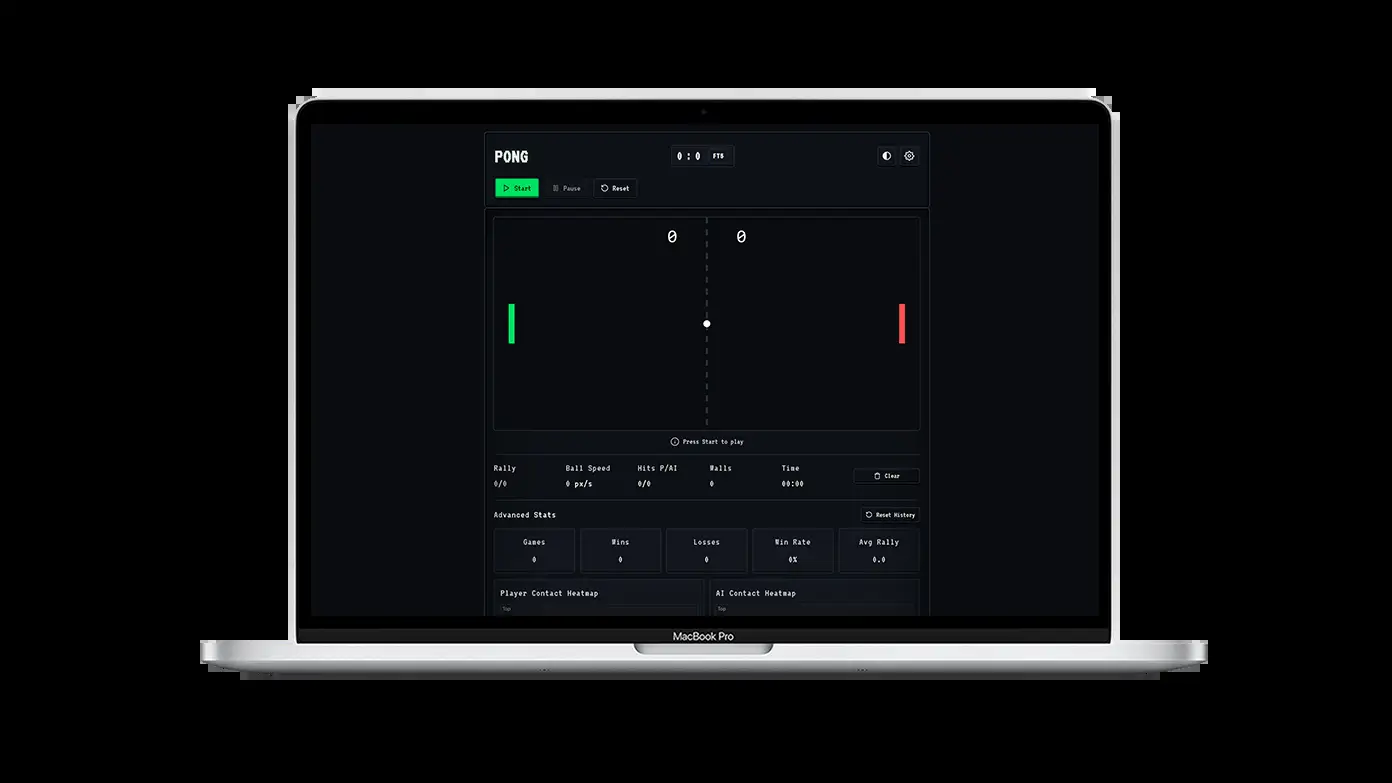 PONG
0 : 0 FT5
Start Pause Reset
0 0
Press Start to play
Rally Ball Speed Hits P/AI Walls Time
0/0 0 px/s 0/0 0 00:00
Clear
Advanced Stats Reset History
Games Wins Losses Win Rate Avg Rally
0 0 0 0% 0.0
Player Contact Heatmap AI Contact Heatmap
Top Top
MacBook Pro